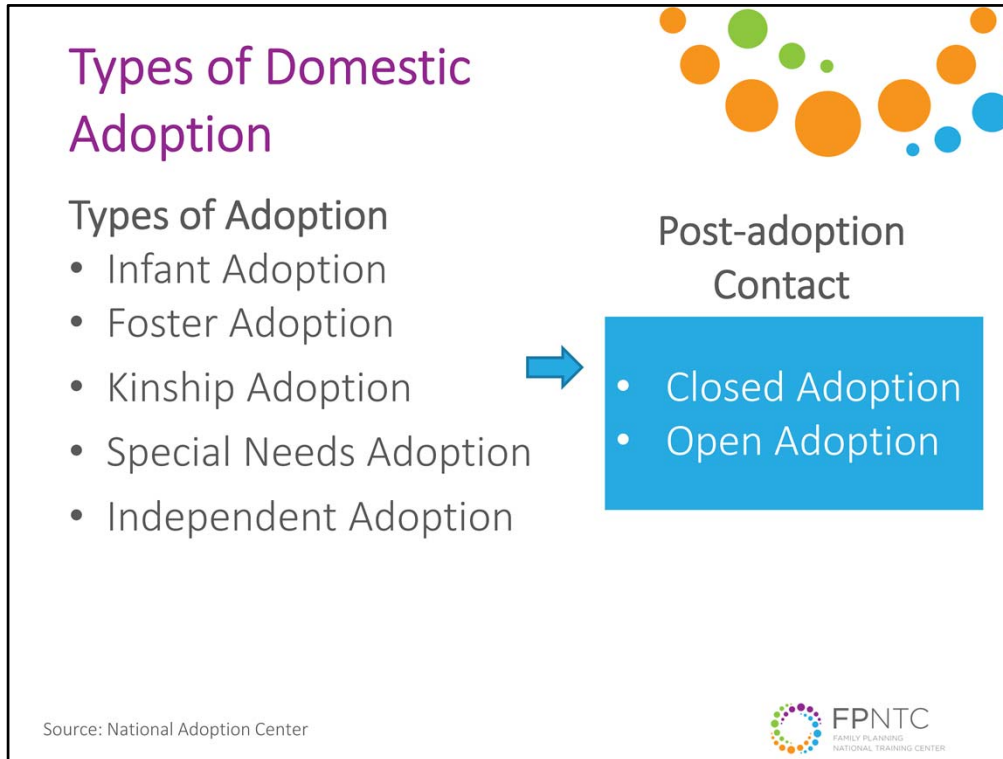 Types of Domestic
Adoption
Types of Adoption
• Infant Adoption
• Foster Adoption
• Kinship Adoption
• Special Needs Adoption
• Independent Adoption
Post-adoption
Contact
• Closed Adoption
• Open Adoption
Source: National Adoption Center
FPNTC
FAMILY PLANNING
NATIONAL TRAINING CENTER